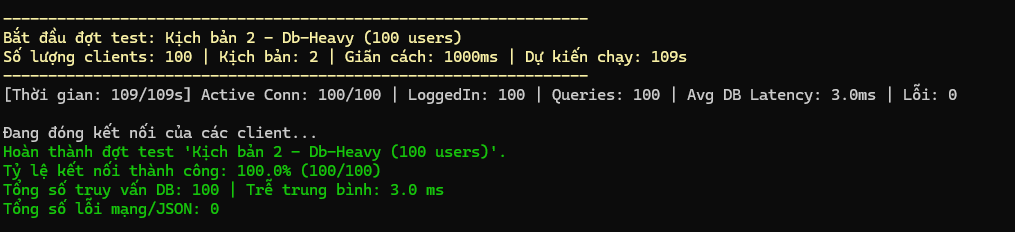 -----------------------------------------------------------------
Bắt đầu đợt test: Kịch bản 2 - Db-Heavy (100 users)
Số lượng clients: 100 | Kịch bản: 2 | Giãn cách: 1000ms | Dự kiến chạy: 109s
-----------------------------------------------------------------
[Thời gian: 109/109s] Active Conn: 100/100 | LoggedIn: 100 | Queries: 100 | Avg DB Latency: 3.0ms | Lỗi: 0
Đang đóng kết nối của các client...
Hoàn thành đợt test 'Kịch bản 2 - Db-Heavy (100 users)'.
Tỷ lệ kết nối thành công: 100.0% (100/100)
Tổng số truy vấn DB: 100 | Trễ trung bình: 3.0 ms
Tổng số lỗi mạng/JSON: 0